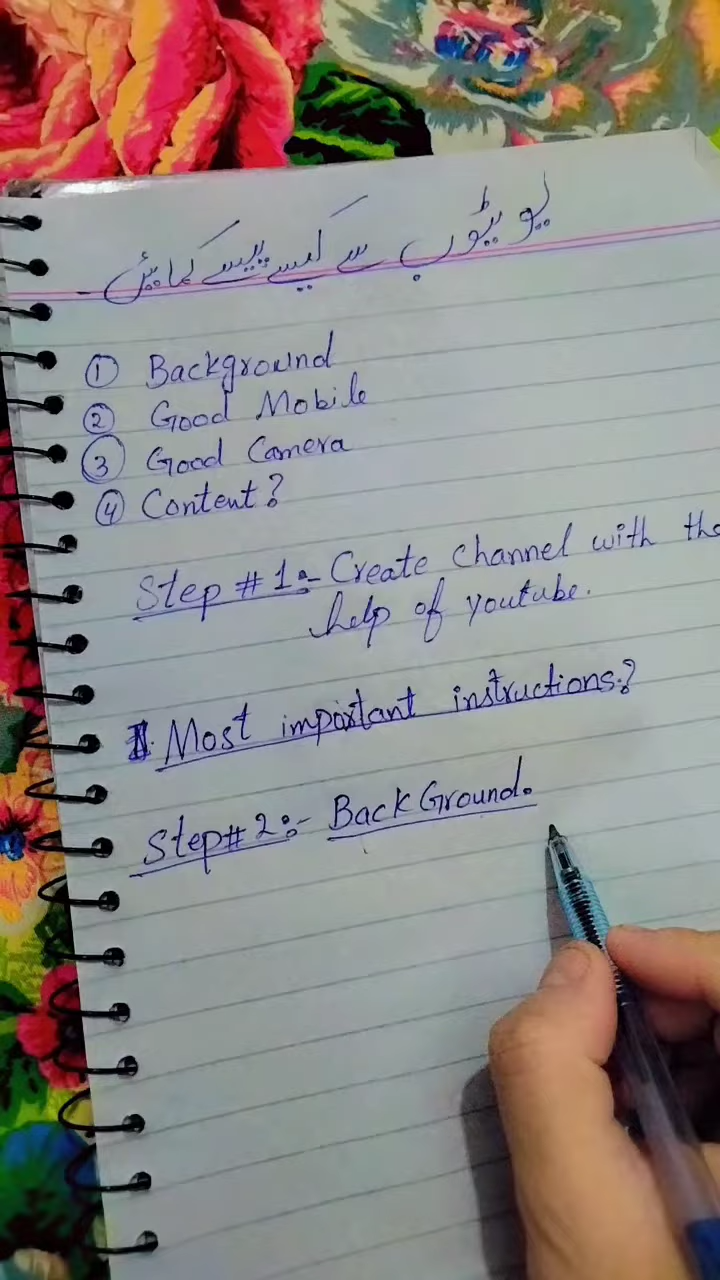 یوٹیوب سے کیسے پیسے کمائیں۔
① Background
② Good Mobile
③ Good Camera
④ Content?
Step # 1:- Create channel with the
help of youtube.
Most important instructions:?
Step# 2:- BackGround.